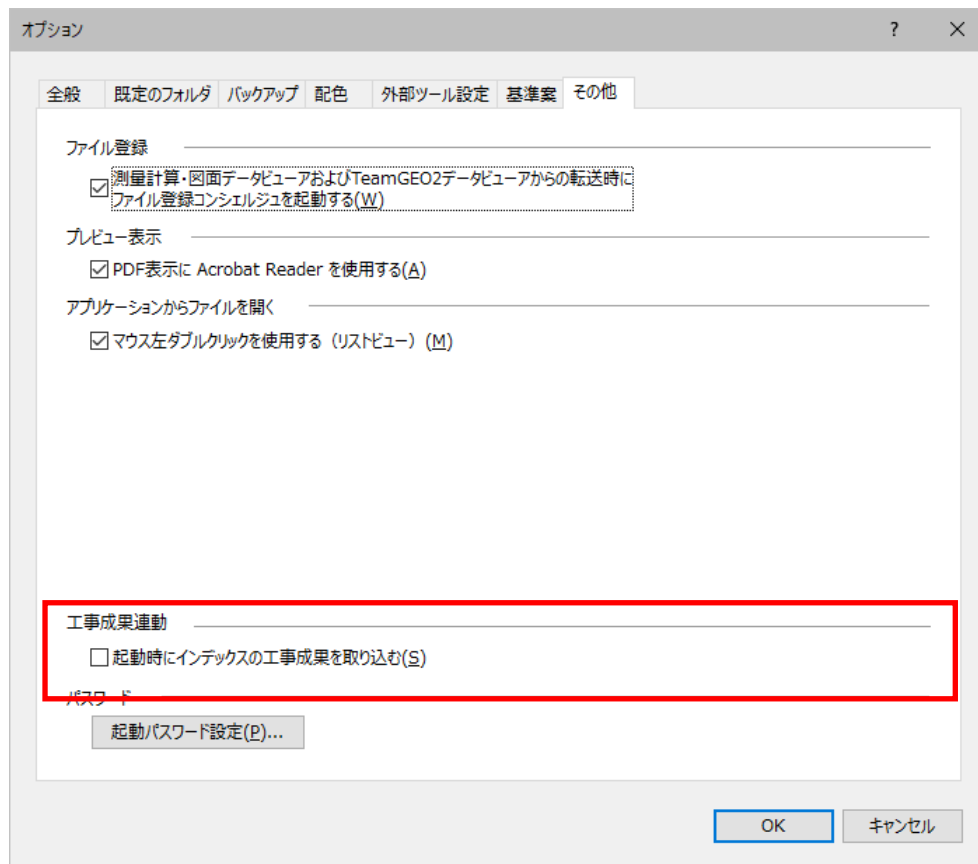 オプション ?
全般 既定のフォルダ バックアップ 配色 外部ツール設定 基準案 その他
ファイル登録
測量計算・図面データビューアおよびTeamGEO2データビューアからの転送時に
ファイル登録コンシェルジュを起動する(W)
プレビュー表示
PDF表示に Acrobat Reader を使用する(A)
アプリケーションからファイルを開く
マウス左ダブルクリックを使用する（リストビュー）(M)
工事成果連動
起動時にインデックスの工事成果を取り込む(S)
パスワード
起動パスワード設定(P)...
OK キャンセル